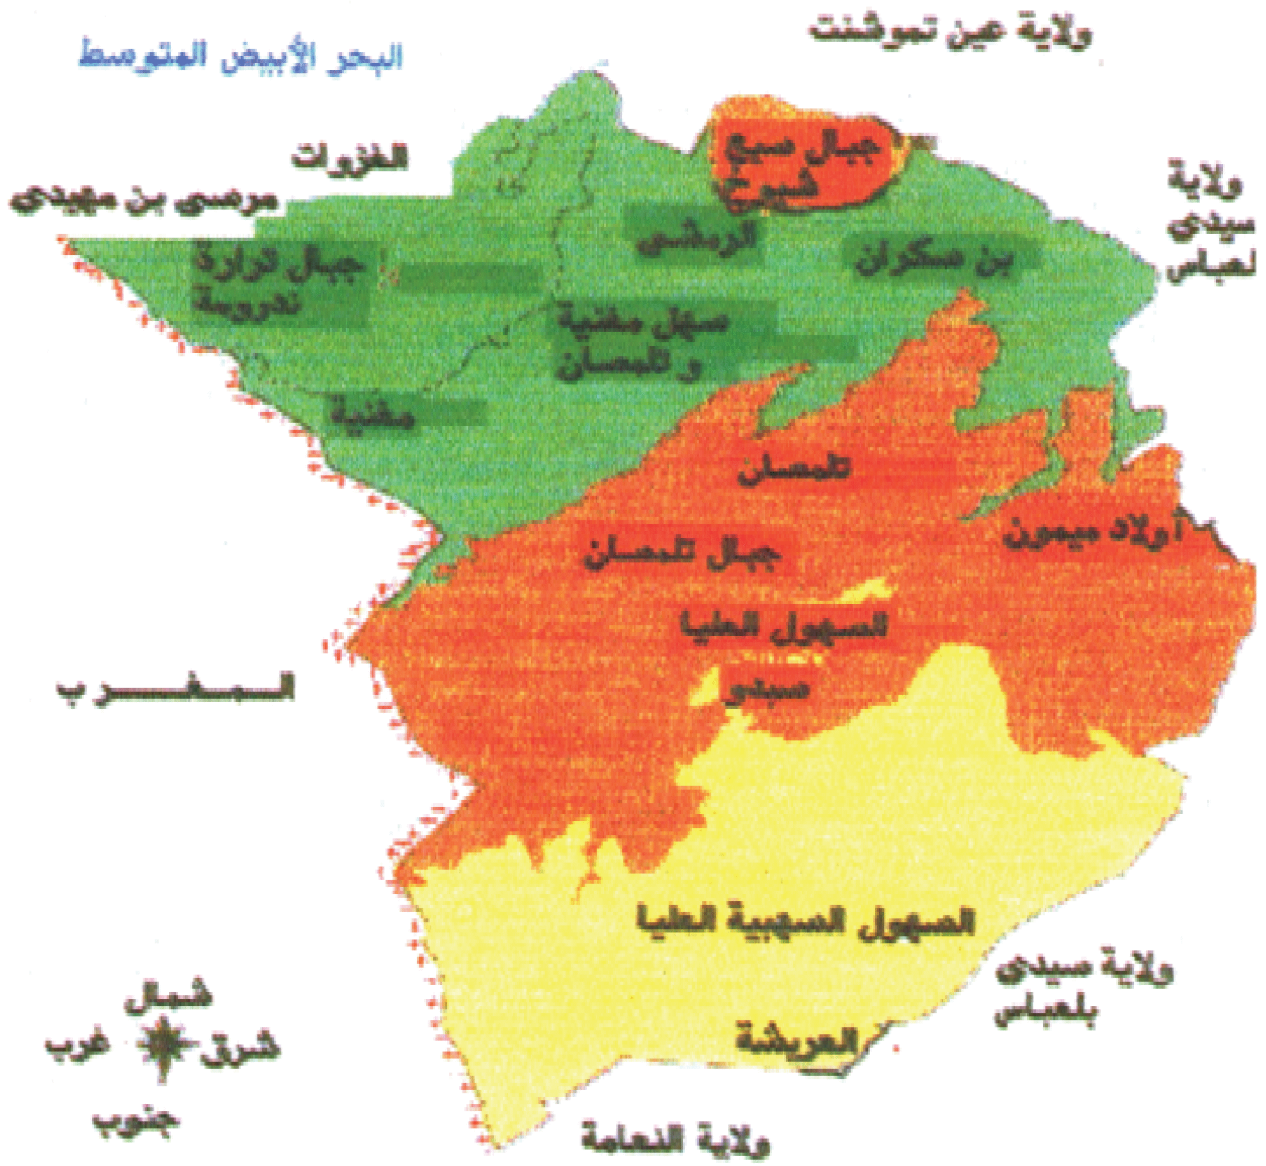 ولاية عين تموشنت
البحر الأبيض المتوسط
جبال سبع
شيوخ
الغزوات
ولاية
سيدي
لعباس
مرسى بن مهيدي
الرمشي
بن سكران
جبال ترارة
ندرومة
سهل مغنية
و تلمسان
مغنية
تلمسان
أولاد ميمون
جبال تلمسان
السهول العليا
سبدو
المغرب
السهول السهبية العليا
ولاية سيدي
بلعباس
شمال
العريشة
شرق
غرب
جنوب
ولاية النعامة